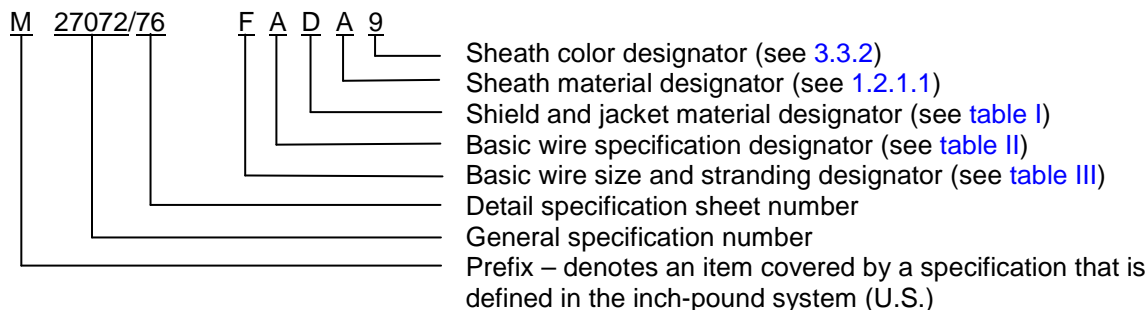 M 27072/76 F A D A 9
Sheath color designator (see 3.3.2)
Sheath material designator (see 1.2.1.1)
Shield and jacket material designator (see table I)
Basic wire specification designator (see table II)
Basic wire size and stranding designator (see table III)
Detail specification sheet number
General specification number
Prefix – denotes an item covered by a specification that is
defined in the inch-pound system (U.S.)